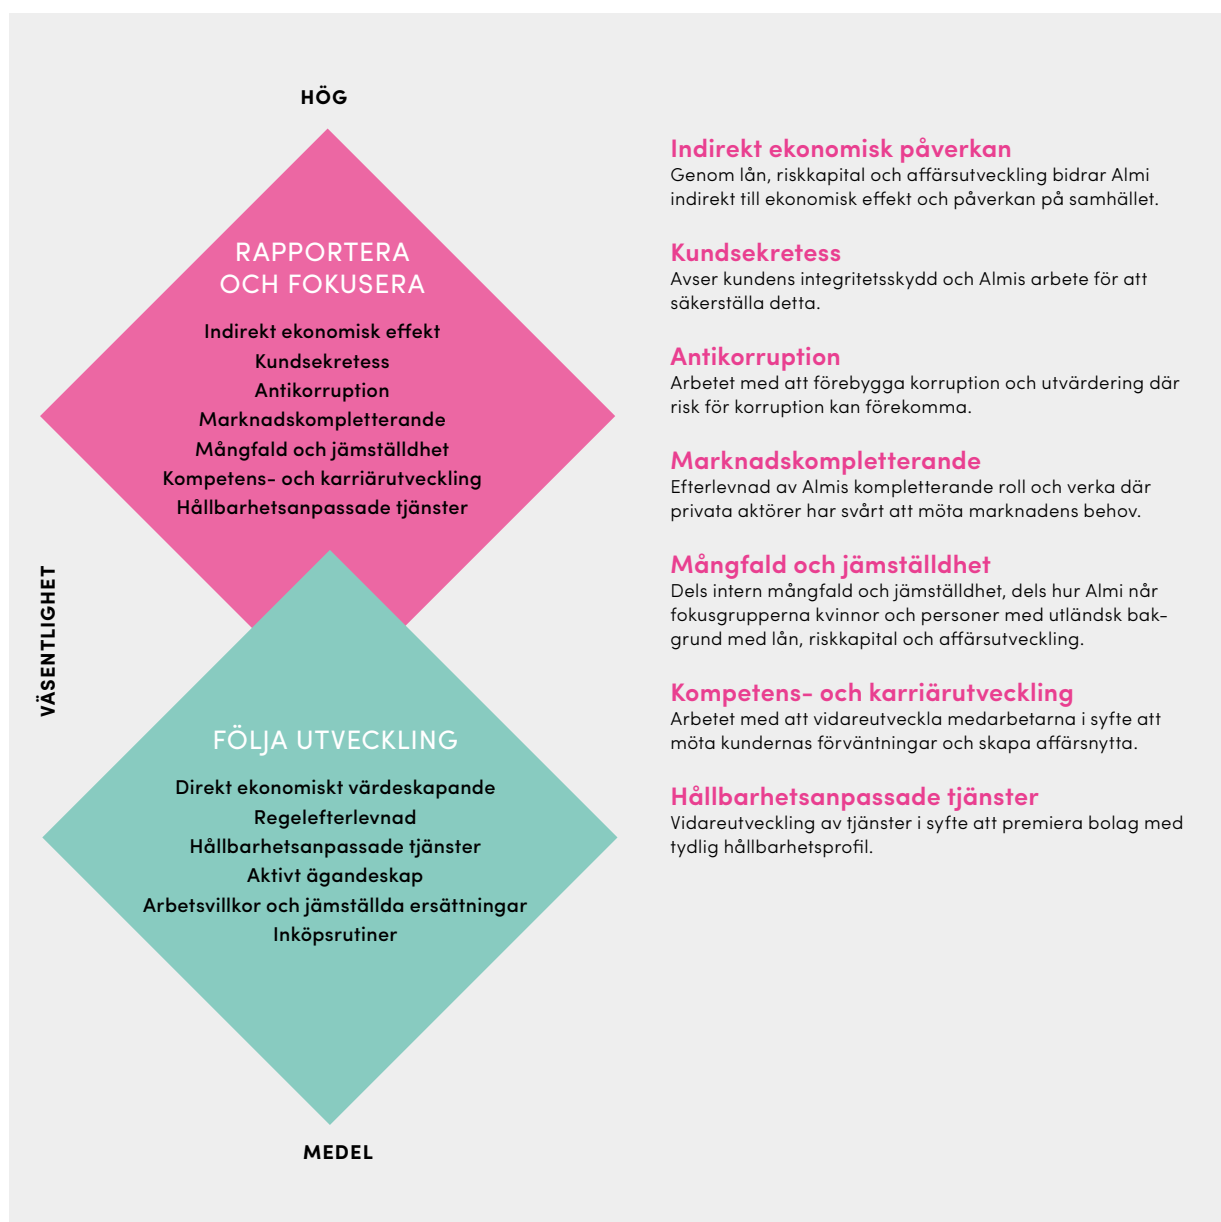 HÖG
RAPPORTERA
OCH FOKUSERA
Indirekt ekonomisk effekt
Kundsekretess
Antikorruption
Marknadskompletterande
Mångfald och jämställdhet
Kompetens- och karriärutveckling
Hållbarhetsanpassade tjänster
VÄSENTLIGHET
FÖLJA UTVECKLING
Direkt ekonomiskt värdeskapande
Regelefterlevnad
Hållbarhetsanpassade tjänster
Aktivt ägandeskap
Arbetsvillkor och jämställda ersättningar
Inköpsrutiner
MEDEL
Indirekt ekonomisk påverkan
Genom lån, riskkapital och affärsutveckling bidrar Almi
indirekt till ekonomisk effekt och påverkan på samhället.
Kundsekretess
Avser kundens integritetsskydd och Almis arbete för att
säkerställa detta.
Antikorruption
Arbetet med att förebygga korruption och utvärdering där
risk för korruption kan förekomma.
Marknadskompletterande
Efterlevnad av Almis kompletterande roll och verka där
privata aktörer har svårt att möta marknadens behov.
Mångfald och jämställdhet
Dels intern mångfald och jämställdhet, dels hur Almi når
fokusgrupperna kvinnor och personer med utländsk bak-
grund med lån, riskkapital och affärsutveckling.
Kompetens- och karriärutveckling
Arbetet med att vidareutveckla medarbetarna i syfte att
möta kundernas förväntningar och skapa affärsnytta.
Hållbarhetsanpassade tjänster
Vidareutveckling av tjänster i syfte att premiera bolag med
tydlig hållbarhetsprofil.